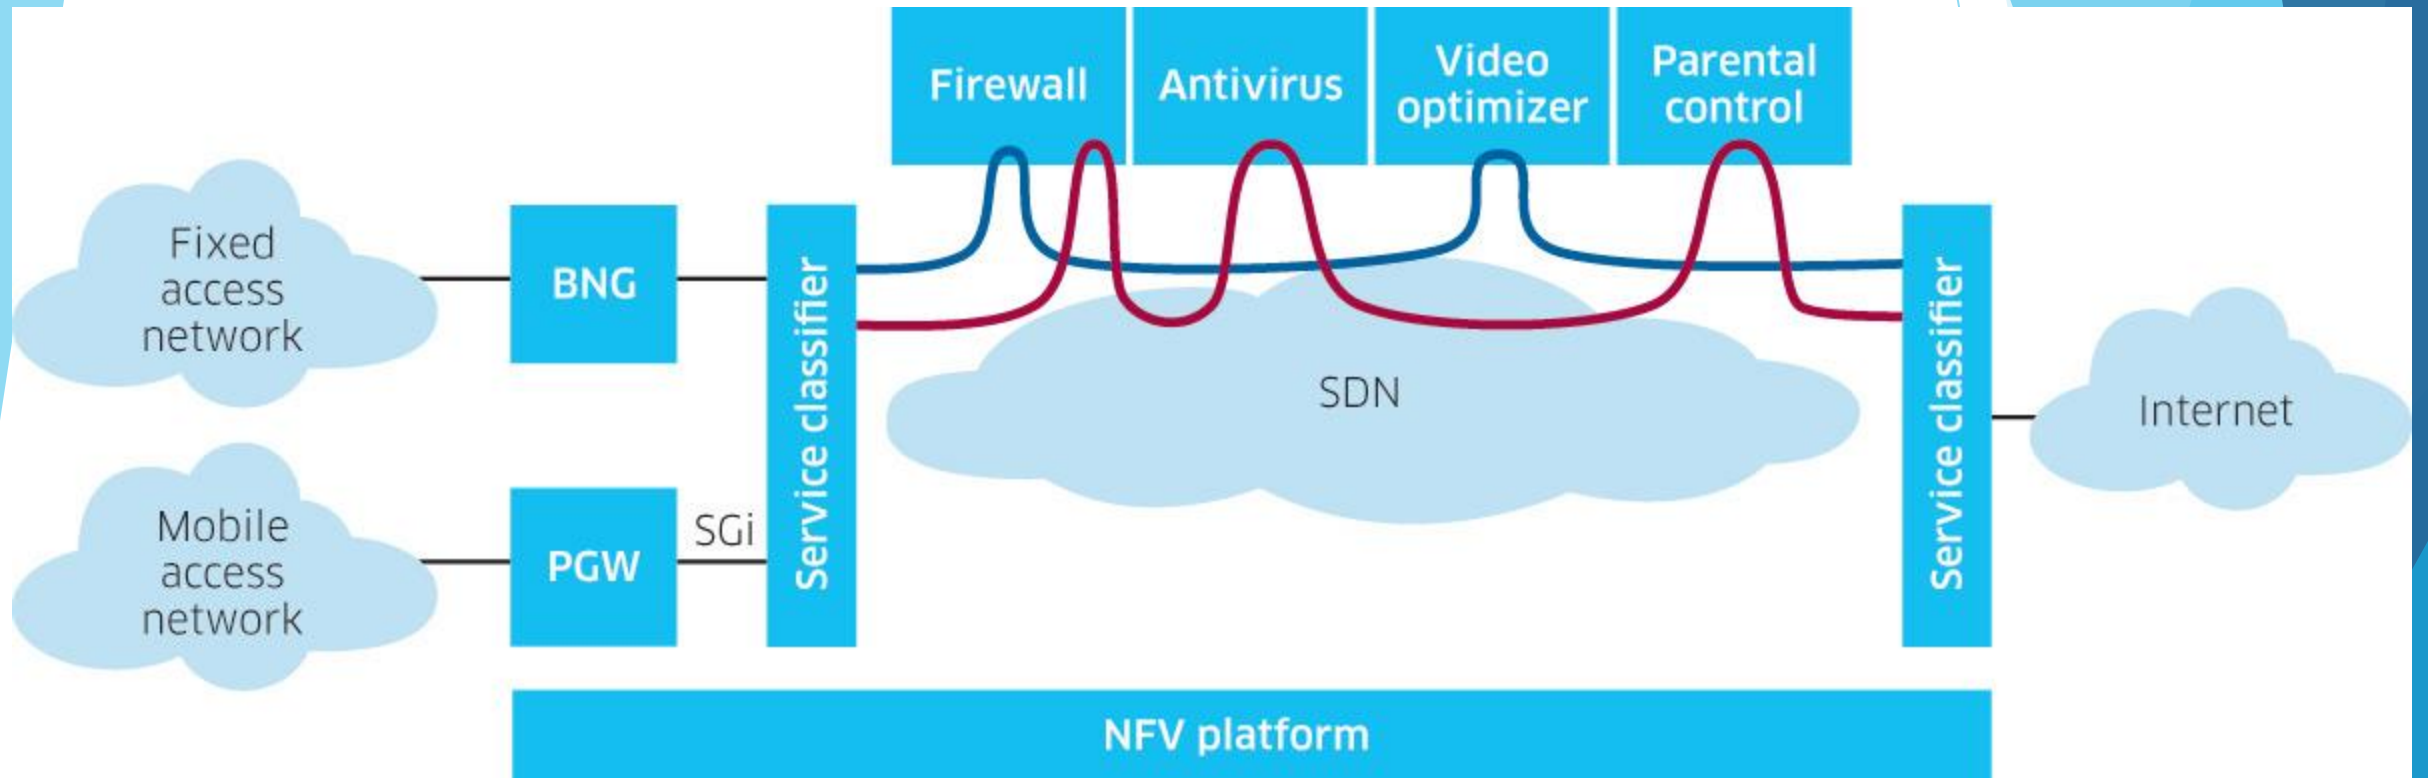 Firewall
Antivirus
Video
optimizer
Parental
control
Fixed
access
network
BNG
Service classifier
Mobile
access
network
PGW
SGi
SDN
Service classifier
Internet
NFV platform